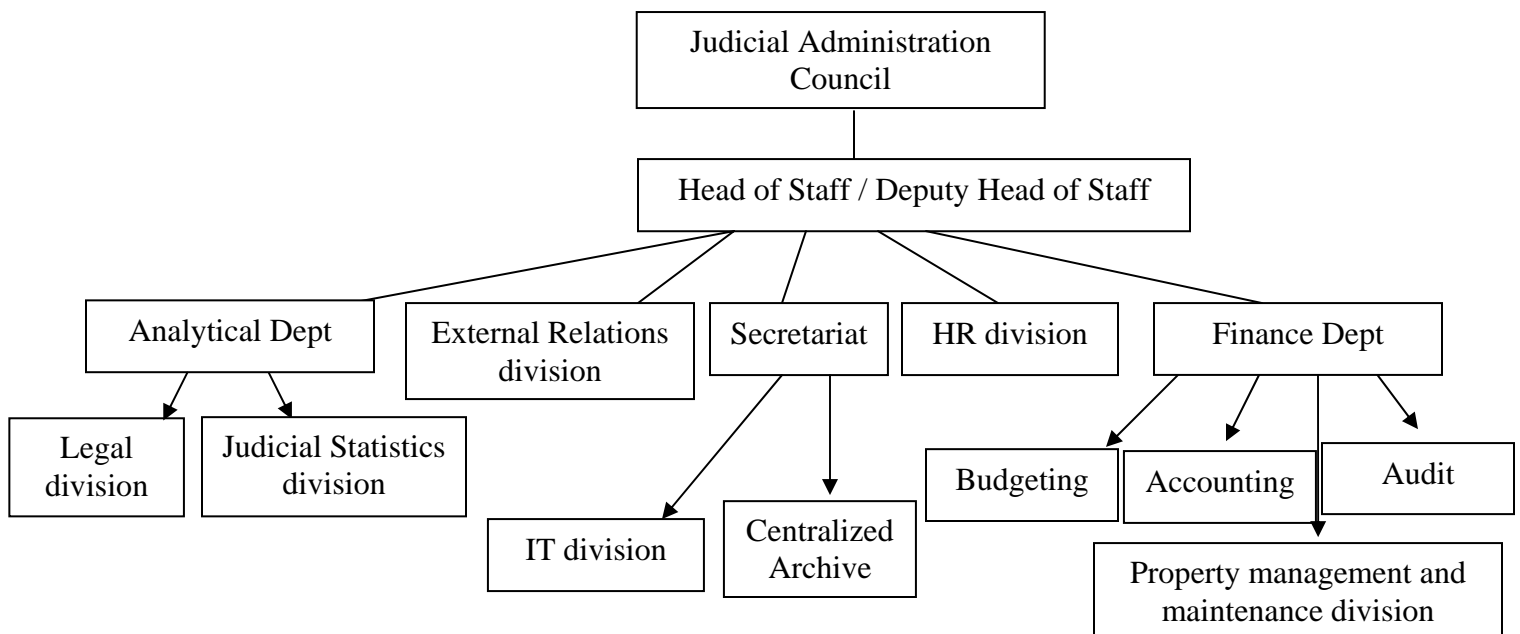 Judicial Administration
Council
Head of Staff / Deputy Head of Staff
Analytical Dept
External Relations
division
Secretariat
HR division
Finance Dept
Legal
division
Judicial Statistics
division
IT division
Centralized
Archive
Budgeting
Accounting
Audit
Property management and
maintenance division